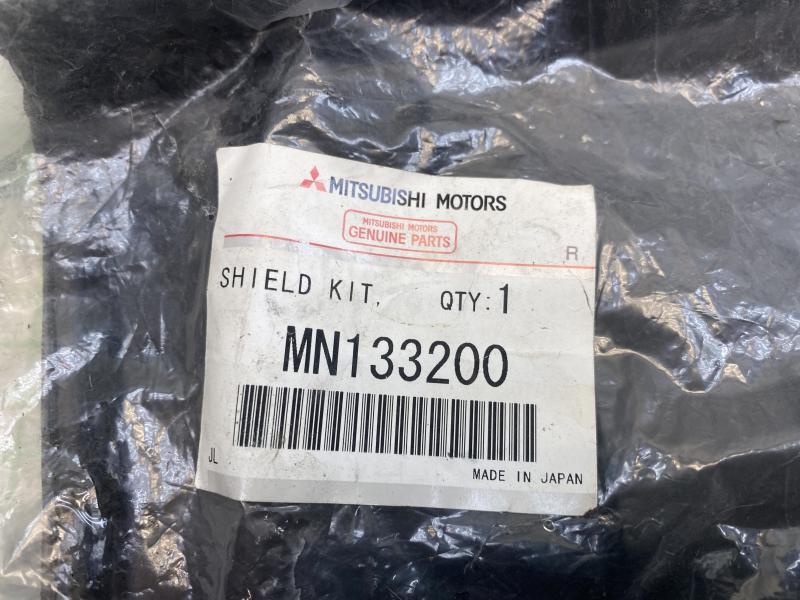 MITSUBISHI MOTORS
MITSUBISHI MOTORS
GENUINE PARTS
R
SHIELD KIT, QTY:1
MN133200
JL
MADE IN JAPAN